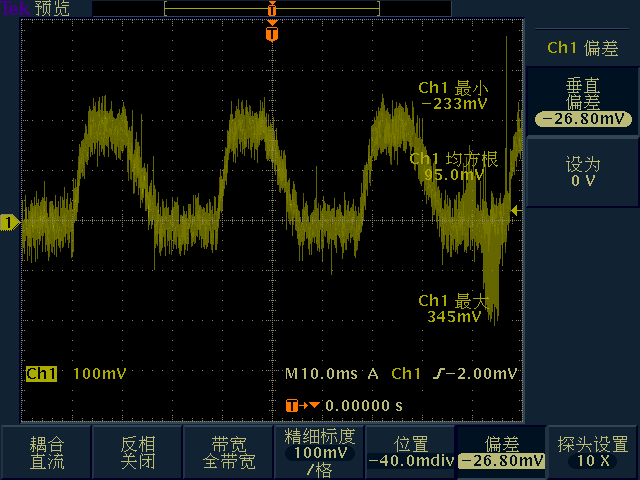 Tek 预览
T
T
Ch1 偏差
Ch1 最小
-233mV
垂直
偏差
-26.80mV
Ch1 均方根
95.0mV
设为
0 V
1
Ch1 最大
345mV
Ch1 100mV M10.0ms A Ch1 -2.00mV
T 0.00000 s
耦合
直流
反相
关闭
带宽
全带宽
精细标度
100mV
/格
位置
-40.0mdiv
偏差
-26.80mV
探头设置
10 X